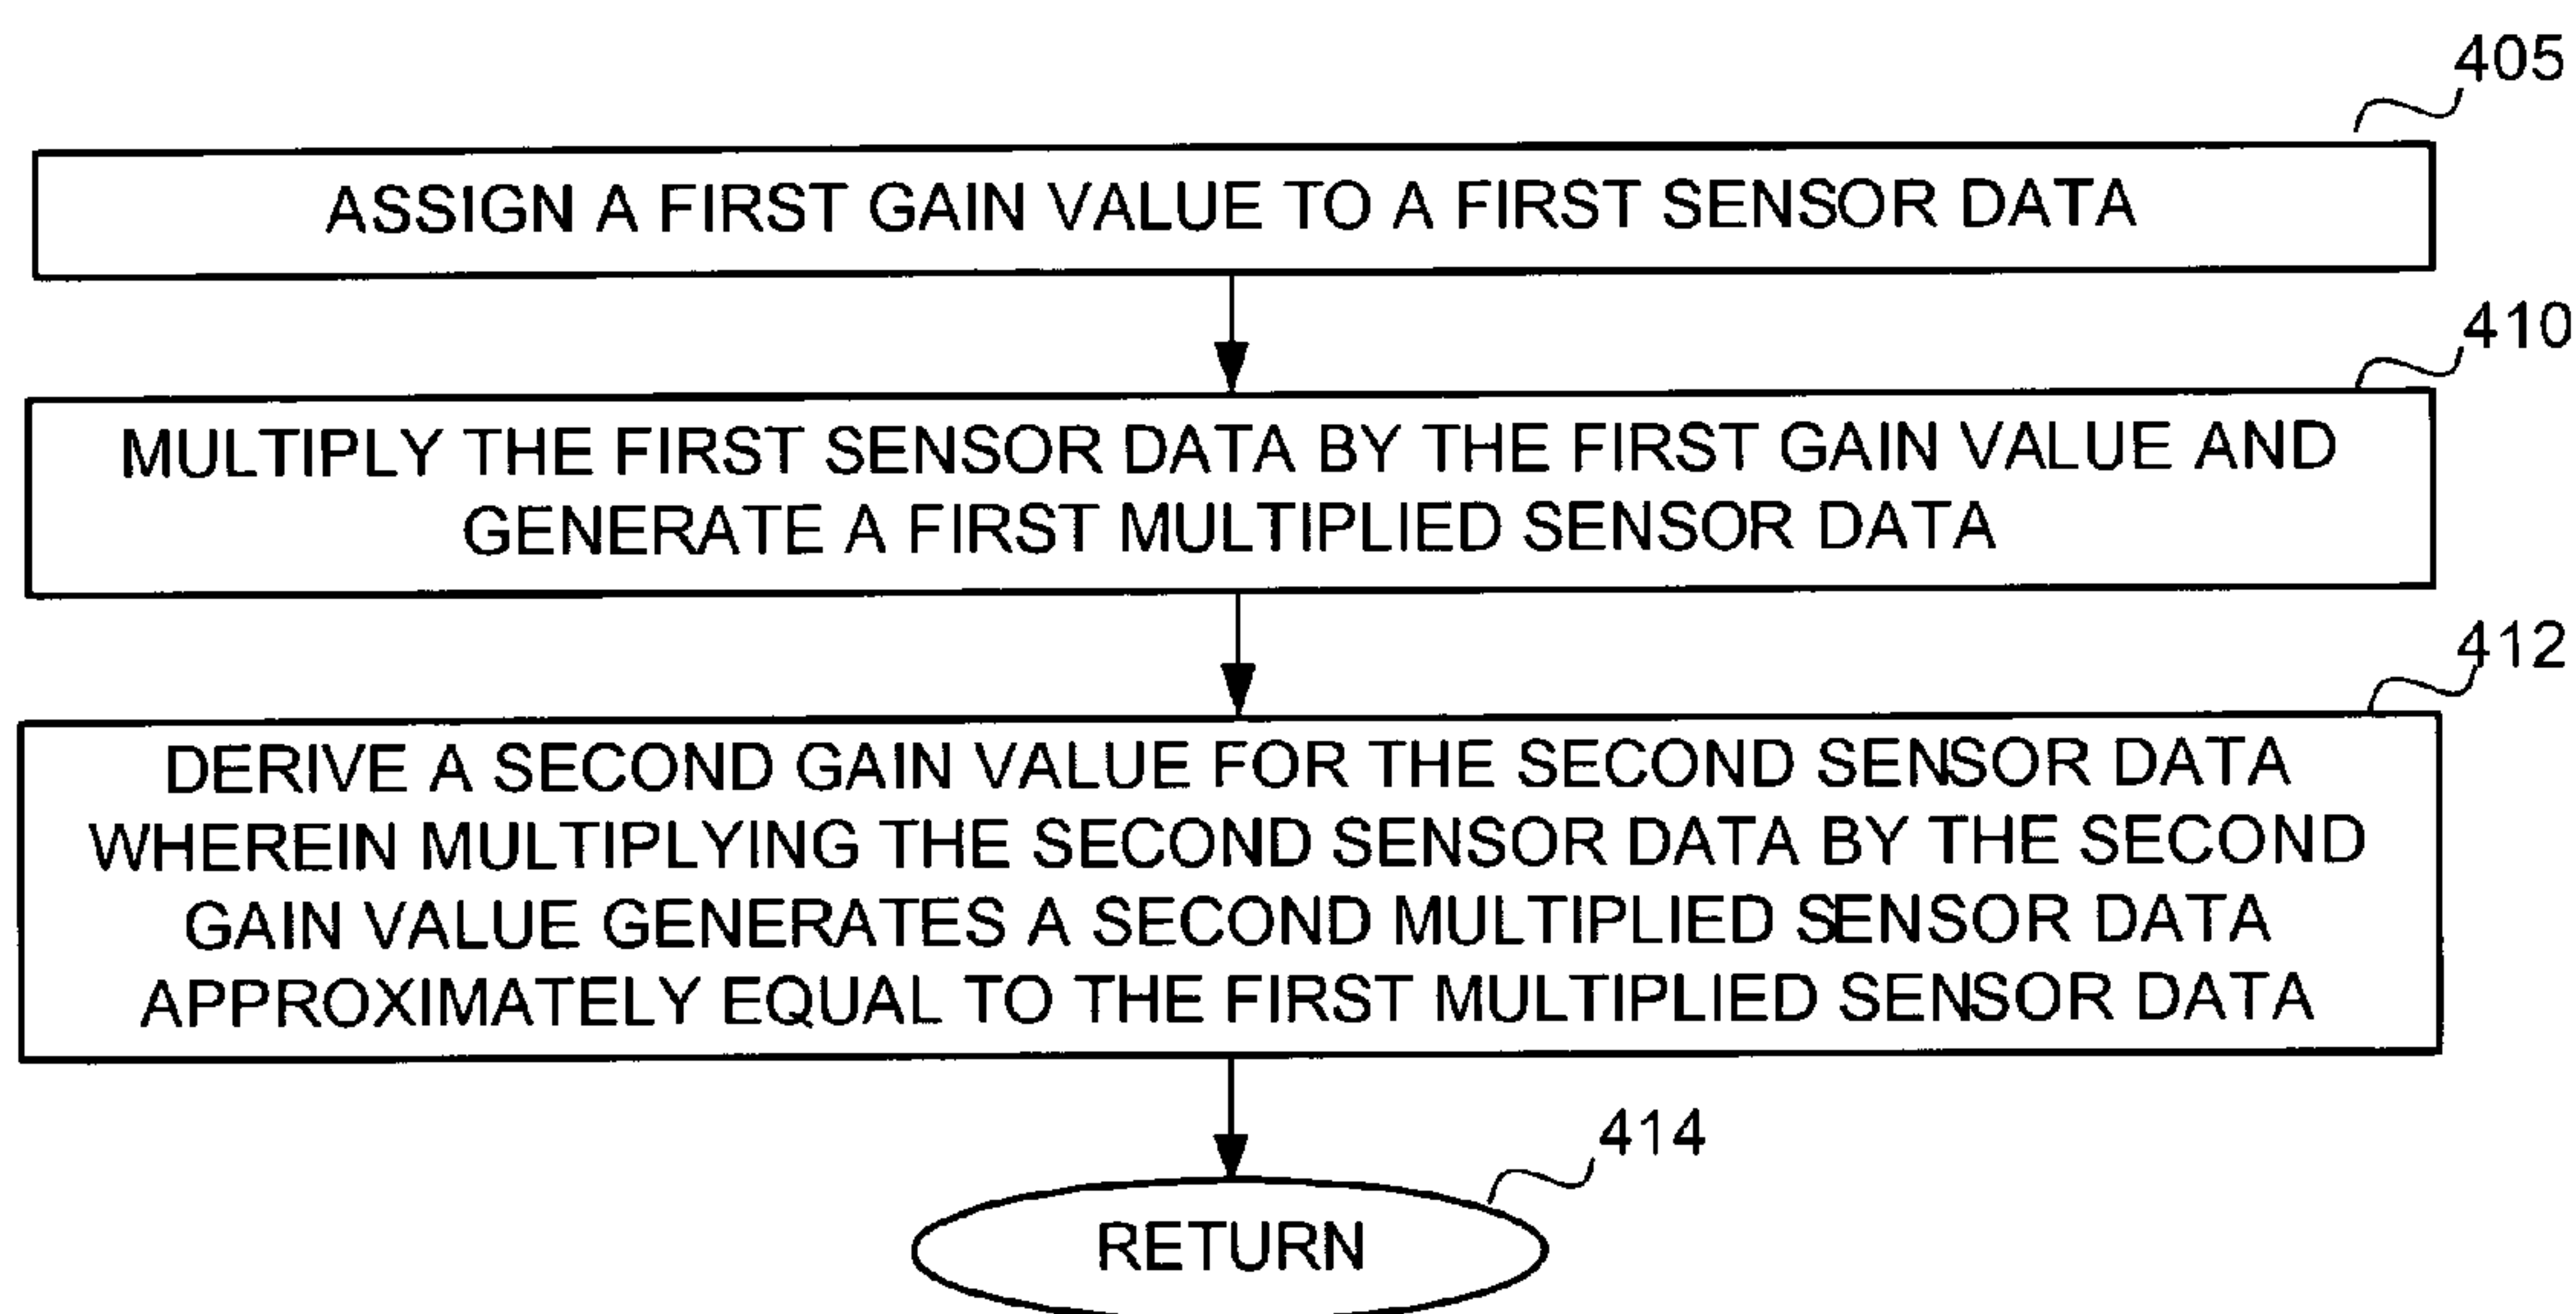 405
ASSIGN A FIRST GAIN VALUE TO A FIRST SENSOR DATA
410
MULTIPLY THE FIRST SENSOR DATA BY THE FIRST GAIN VALUE AND
GENERATE A FIRST MULTIPLIED SENSOR DATA
412
DERIVE A SECOND GAIN VALUE FOR THE SECOND SENSOR DATA
WHEREIN MULTIPLYING THE SECOND SENSOR DATA BY THE SECOND
GAIN VALUE GENERATES A SECOND MULTIPLIED SENSOR DATA
APPROXIMATELY EQUAL TO THE FIRST MULTIPLIED SENSOR DATA
414
RETURN